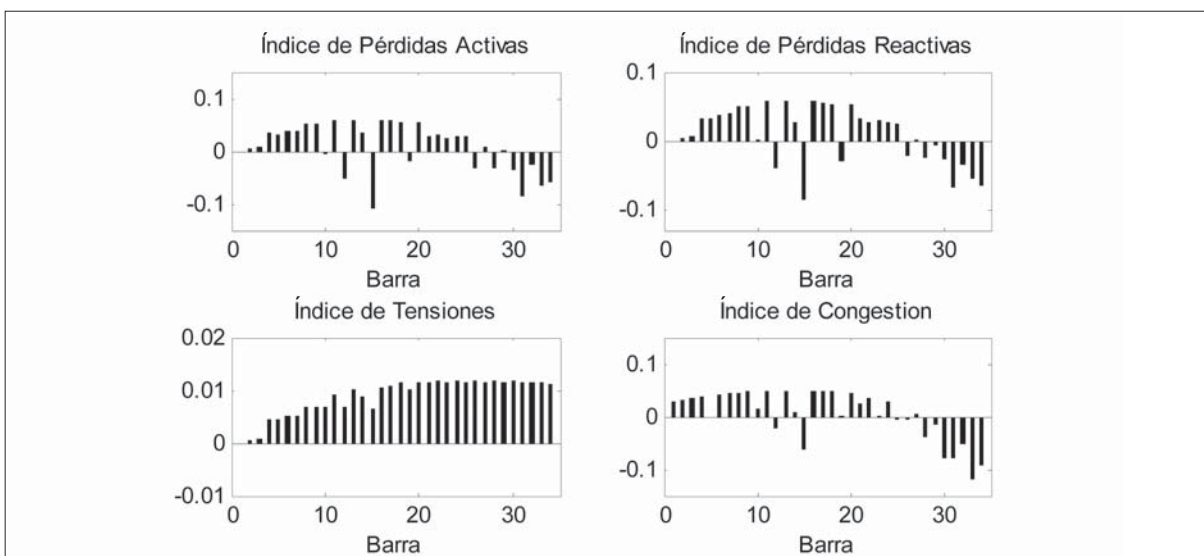 Índice de Pérdidas Activas
0.1
0
-0.1
0 10 20 30
Barra
Índice de Pérdidas Reactivas
0.1
0
-0.1
0 10 20 30
Barra
Índice de Tensiones
0.02
0.01
0
-0.01
0 10 20 30
Barra
Índice de Congestion
0.1
0
-0.1
0 10 20 30
Barra